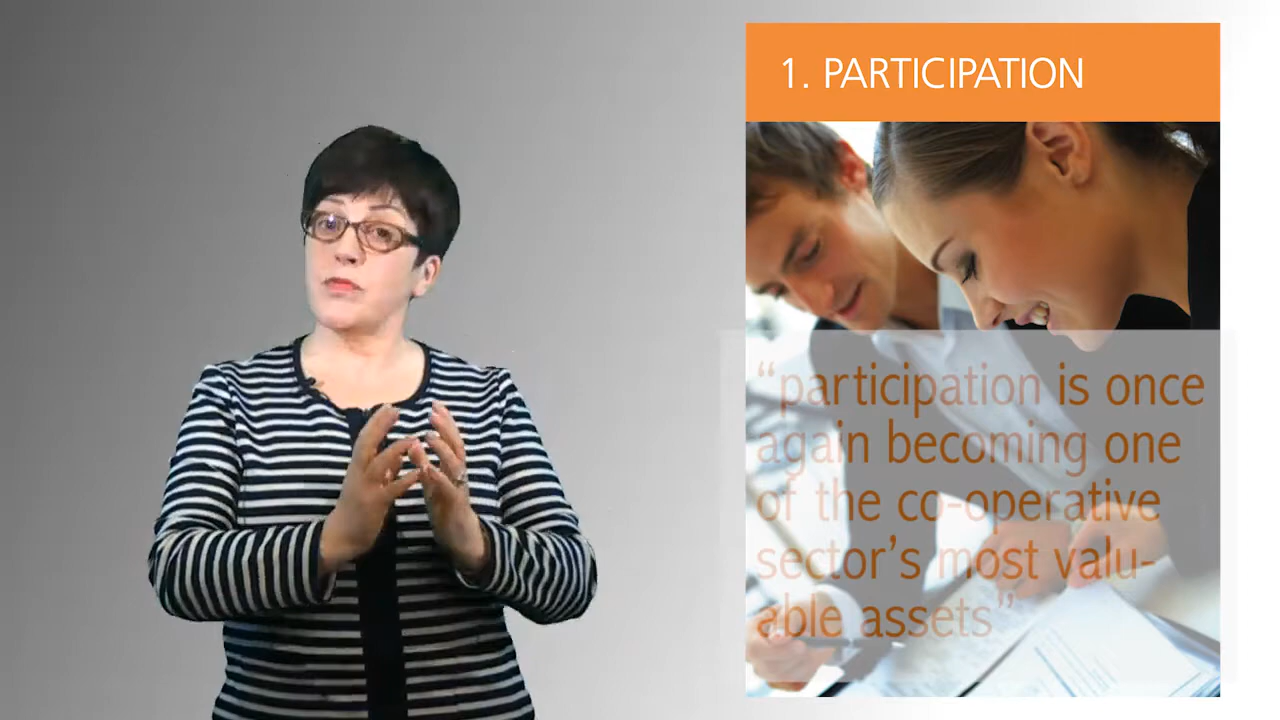 1. PARTICIPATION
“participation is once
again becoming one
of the co-operative
sector’s most valu-
able assets”